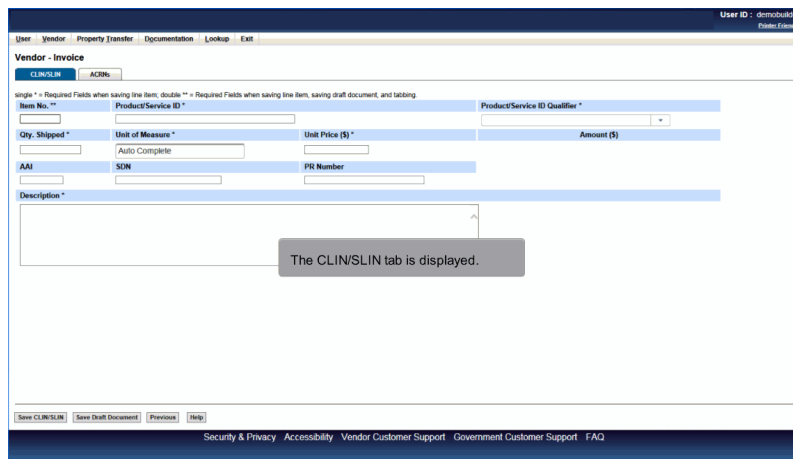 User ID : demobuild
Printer Frien
User Vendor Property Transfer Documentation Lookup Exit
Vendor - Invoice
CLIN/SLIN ACRNs
single * = Required Fields when saving line item; double ** = Required Fields when saving line item, saving draft document, and tabbing.
Item No. ** Product/Service ID * Product/Service ID Qualifier *
Qty. Shipped * Unit of Measure * Unit Price ($) * Amount ($)
Auto Complete
AAI SDN PR Number
Description *
The CLIN/SLIN tab is displayed.
Save CLIN/SLIN Save Draft Document Previous Help
Security & Privacy Accessibility Vendor Customer Support Government Customer Support FAQ